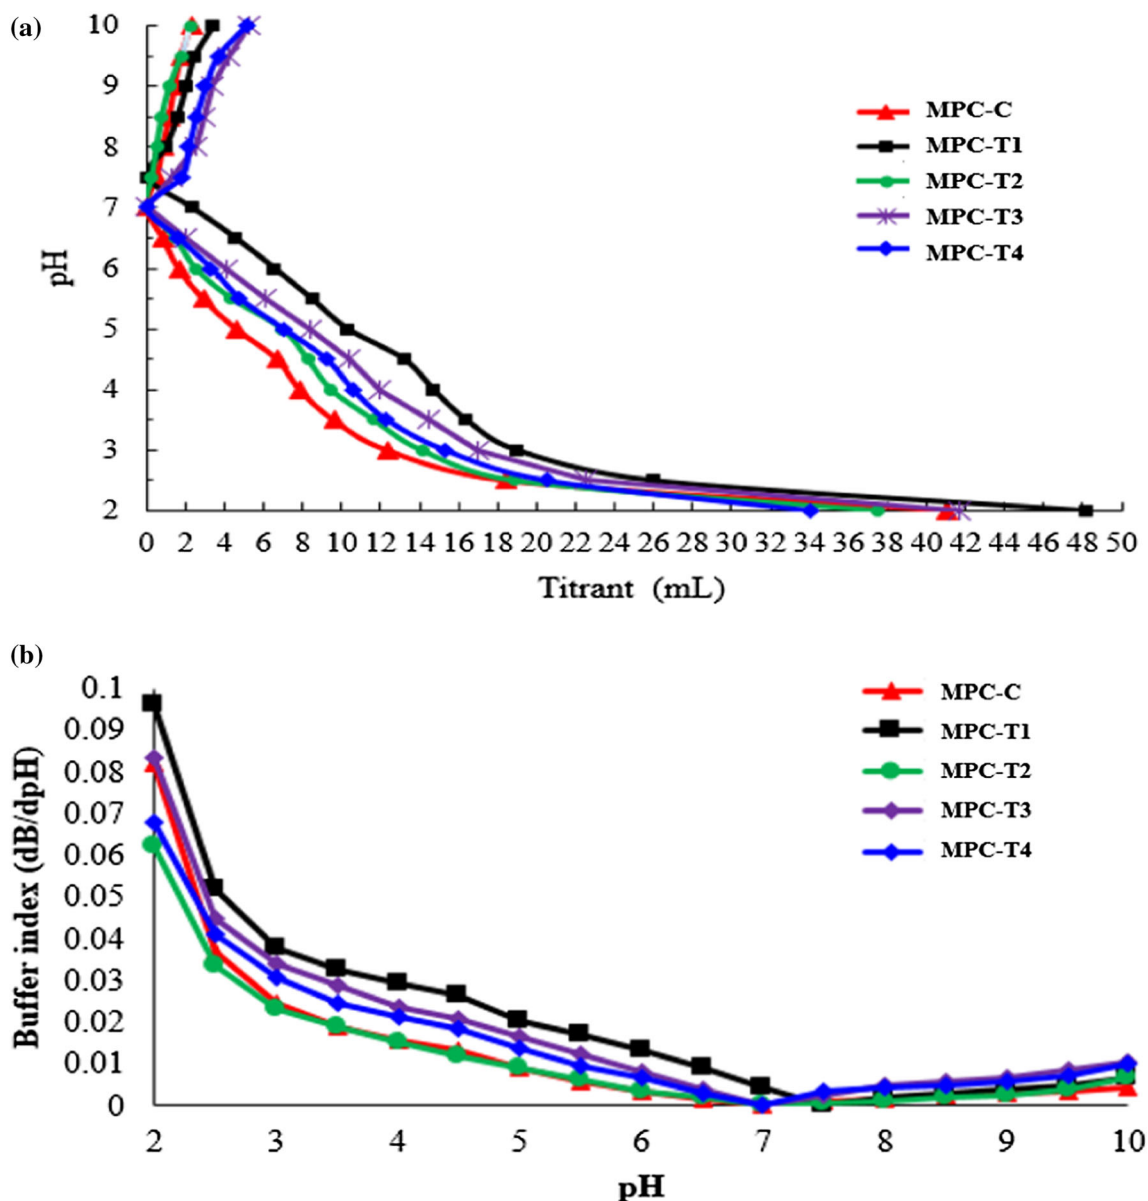 (a)
10
9
8
7
6
5
4
3
2
pH
0 2 4 6 8 10 12 14 16 18 20 22 24 26 28 30 32 34 36 38 40 42 44 46 48 50
Titrant (mL)
MPC-C
MPC-T1
MPC-T2
MPC-T3
MPC-T4
(b)
0.1
0.09
0.08
0.07
0.06
0.05
0.04
0.03
0.02
0.01
0
Buffer index (dB/dpH)
2 3 4 5 6 7 8 9 10
pH
MPC-C
MPC-T1
MPC-T2
MPC-T3
MPC-T4